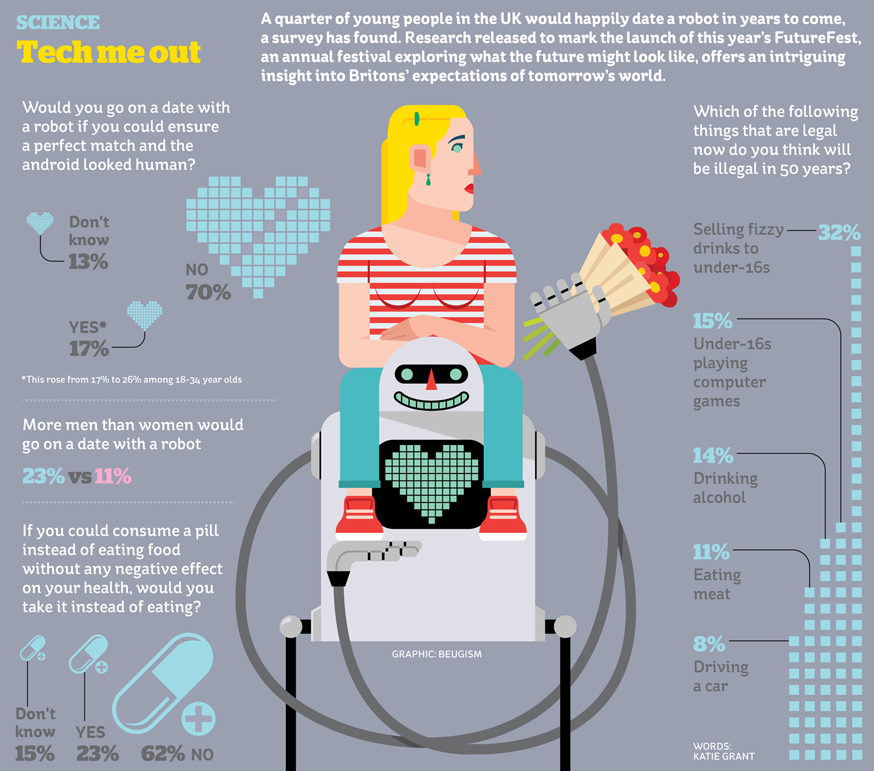 SCIENCE
Tech me out
A quarter of young people in the UK would happily date a robot in years to come,
a survey has found. Research released to mark the launch of this year's FutureFest,
an annual festival exploring what the future might look like, offers an intriguing
insight into Britons' expectations of tomorrow's world.
Would you go on a date with
a robot if you could ensure
a perfect match and the
android looked human?
Don't
know
13%
NO
70%
YES*
17%
*This rose from 17% to 26% among 18-34 year olds
More men than women would
go on a date with a robot
23% vs 11%
If you could consume a pill
instead of eating food
without any negative effect
on your health, would you
take it instead of eating?
Don't
know
15%
YES
23%
62% NO
GRAPHIC: BEUGISM
Which of the following
things that are legal
now do you think will
be illegal in 50 years?
Selling fizzy
drinks to
under-16s
32%
15%
Under-16s
playing
computer
games
14%
Drinking
alcohol
11%
Eating
meat
8%
Driving
a car
WORDS:
KATIE GRANT